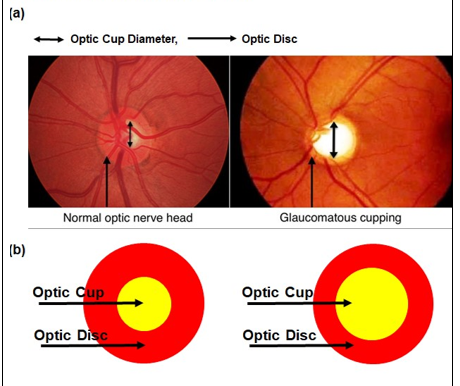 (a)
Optic Cup Diameter, Optic Disc
Normal optic nerve head Glaucomatous cupping
(b)
Optic Cup Optic Cup
Optic Disc Optic Disc